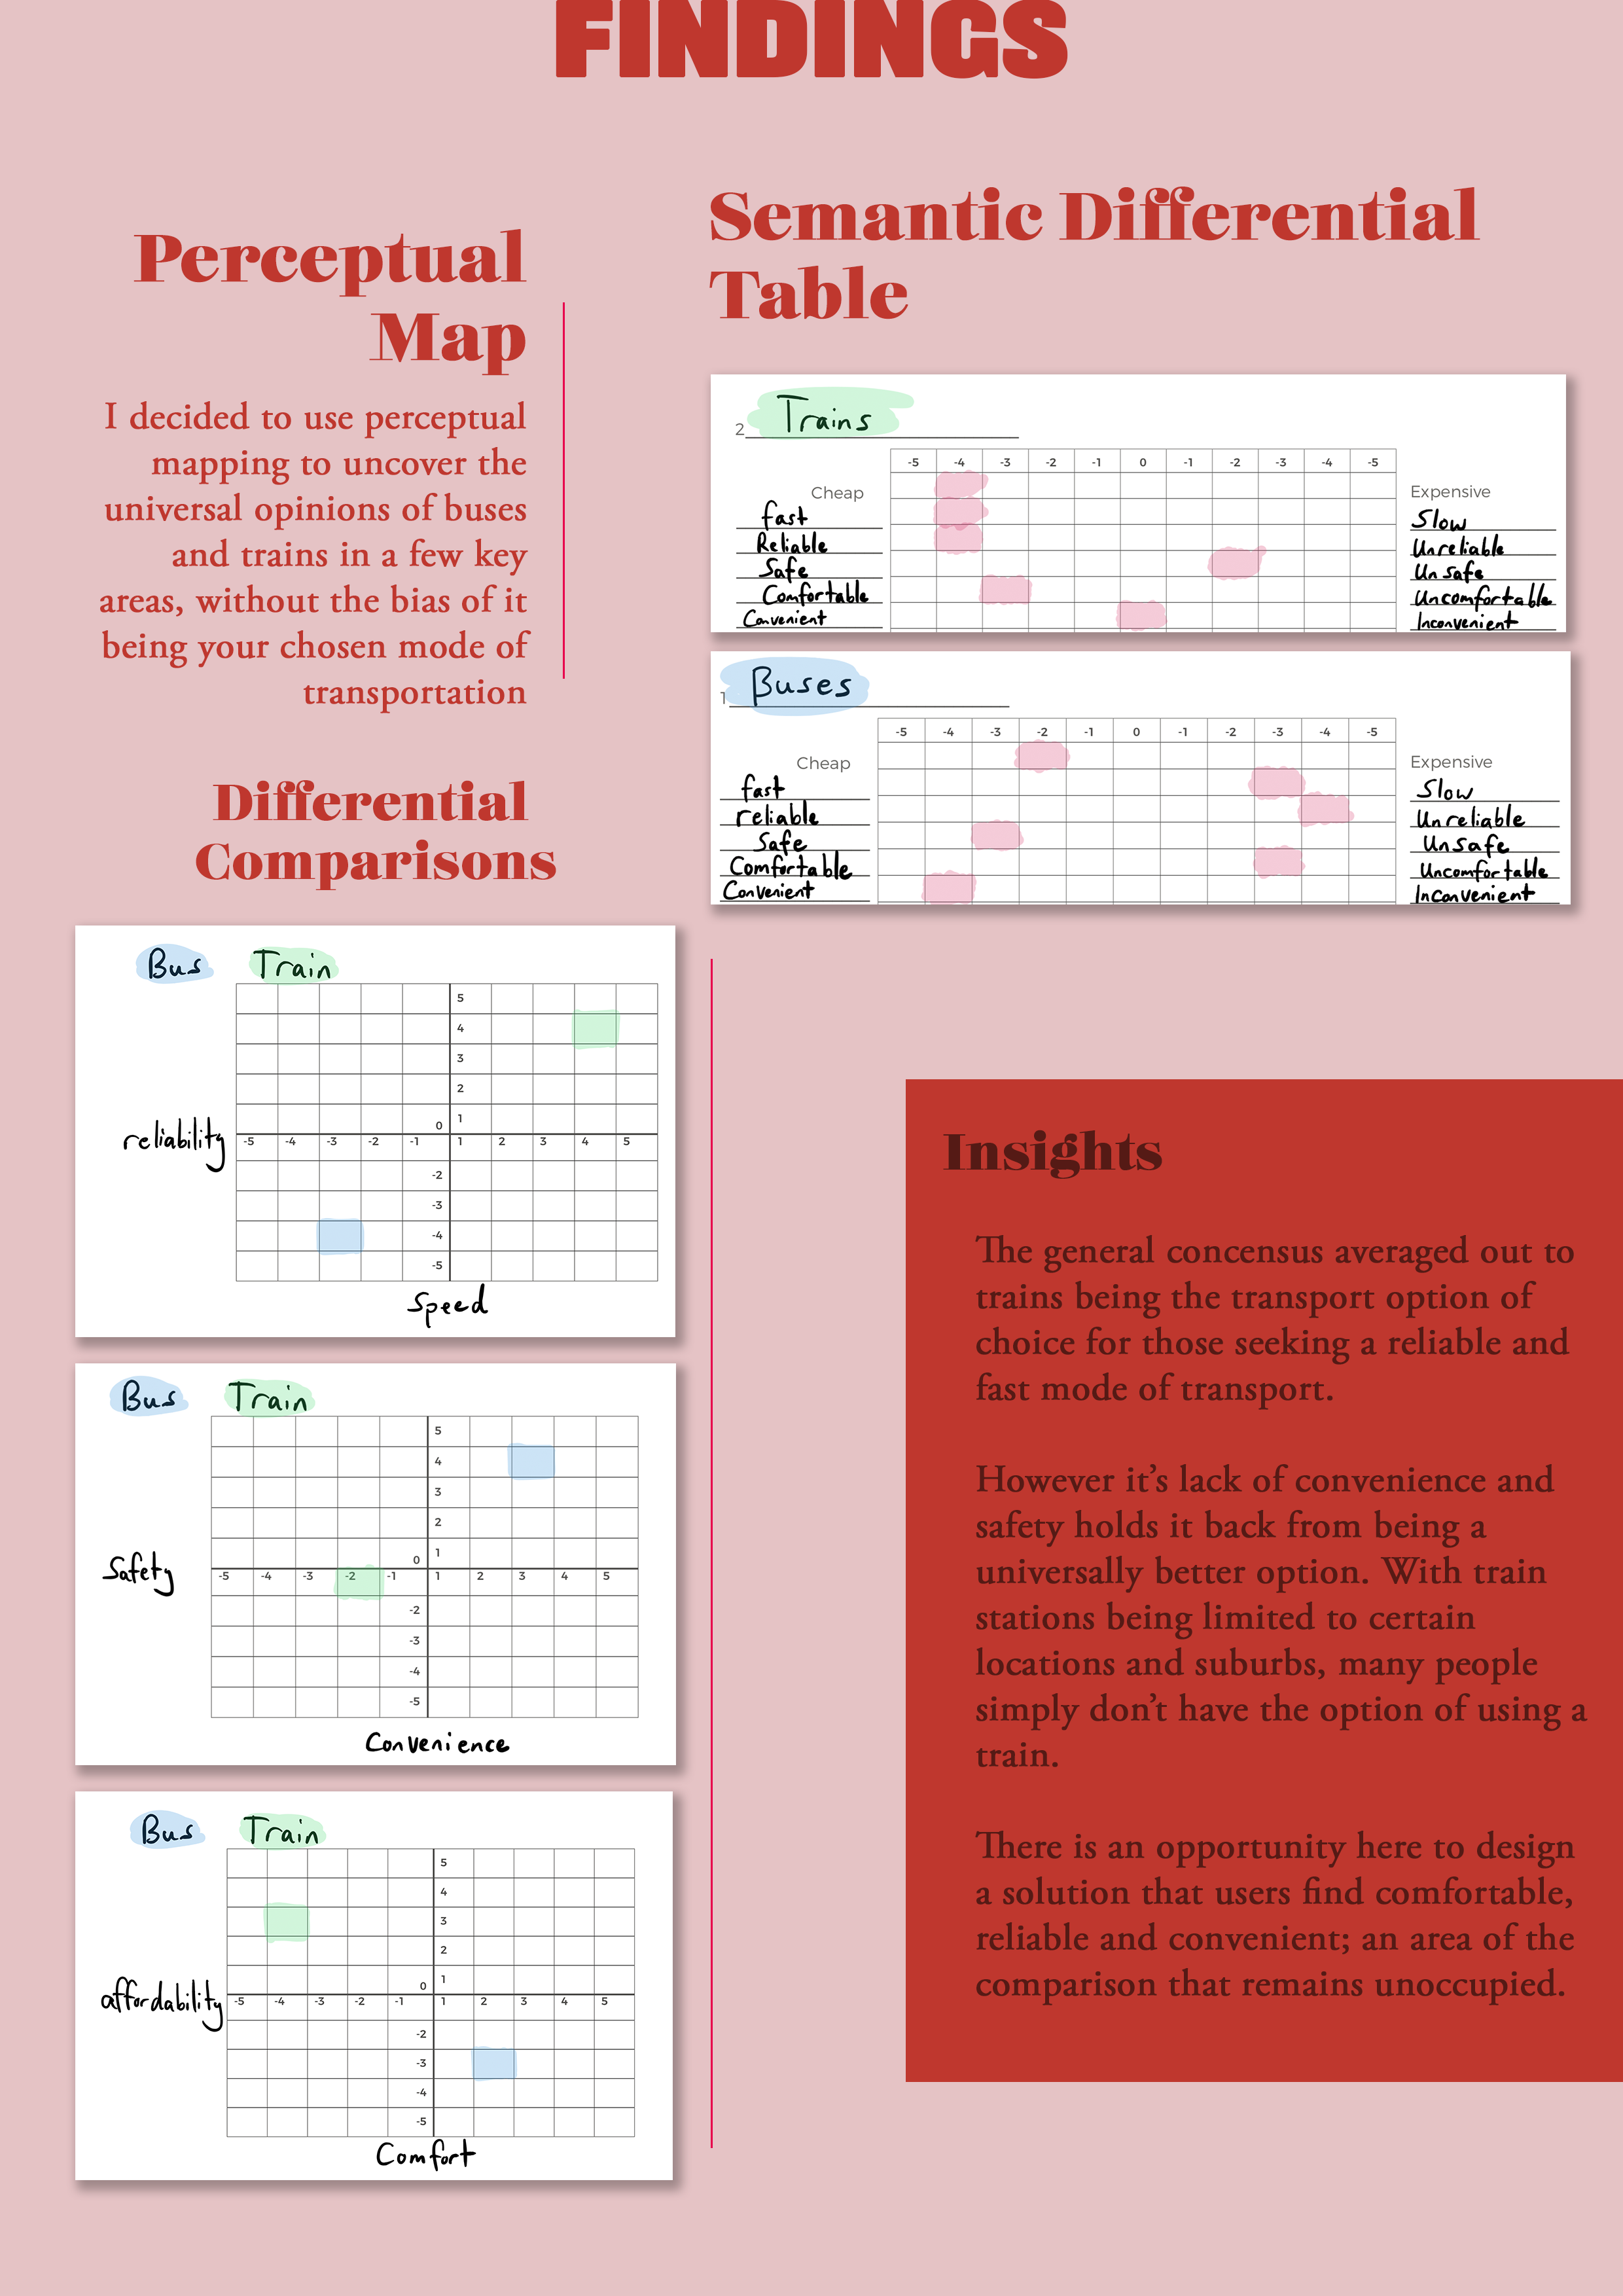 FINDINGS
Perceptual
Map
I decided to use perceptual
mapping to uncover the
universal opinions of buses
and trains in a few key
areas, without the bias of it
being your chosen mode of
transportation
Semantic Differential
Table
2 Trains
-5 -4 -3 -2 -1 0 -1 -2 -3 -4 -5
Cheap Expensive
fast Slow
Reliable Unreliable
Safe Unsafe
Comfortable Uncomfortable
Convenient Inconvenient
1 Buses
-5 -4 -3 -2 -1 0 -1 -2 -3 -4 -5
Cheap Expensive
fast Slow
reliable Unreliable
Safe Unsafe
Comfortable Uncomfortable
Convenient Inconvenient
Differential
Comparisons
Bus Train
5
4
3
2
1
0
reliability -5 -4 -3 -2 -1 1 2 3 4 5
-2
-3
-4
-5
Speed
Bus Train
5
4
3
2
1
0
Safety -5 -4 -3 -2 -1 1 2 3 4 5
-2
-3
-4
-5
Convenience
Bus Train
5
4
3
2
1
0
affordability -5 -4 -3 -2 -1 1 2 3 4 5
-2
-3
-4
-5
Comfort
Insights
The general concensus averaged out to
trains being the transport option of
choice for those seeking a reliable and
fast mode of transport.
However it's lack of convenience and
safety holds it back from being a
universally better option. With train
stations being limited to certain
locations and suburbs, many people
simply don't have the option of using a
train.
There is an opportunity here to design
a solution that users find comfortable,
reliable and convenient; an area of the
comparison that remains unoccupied.